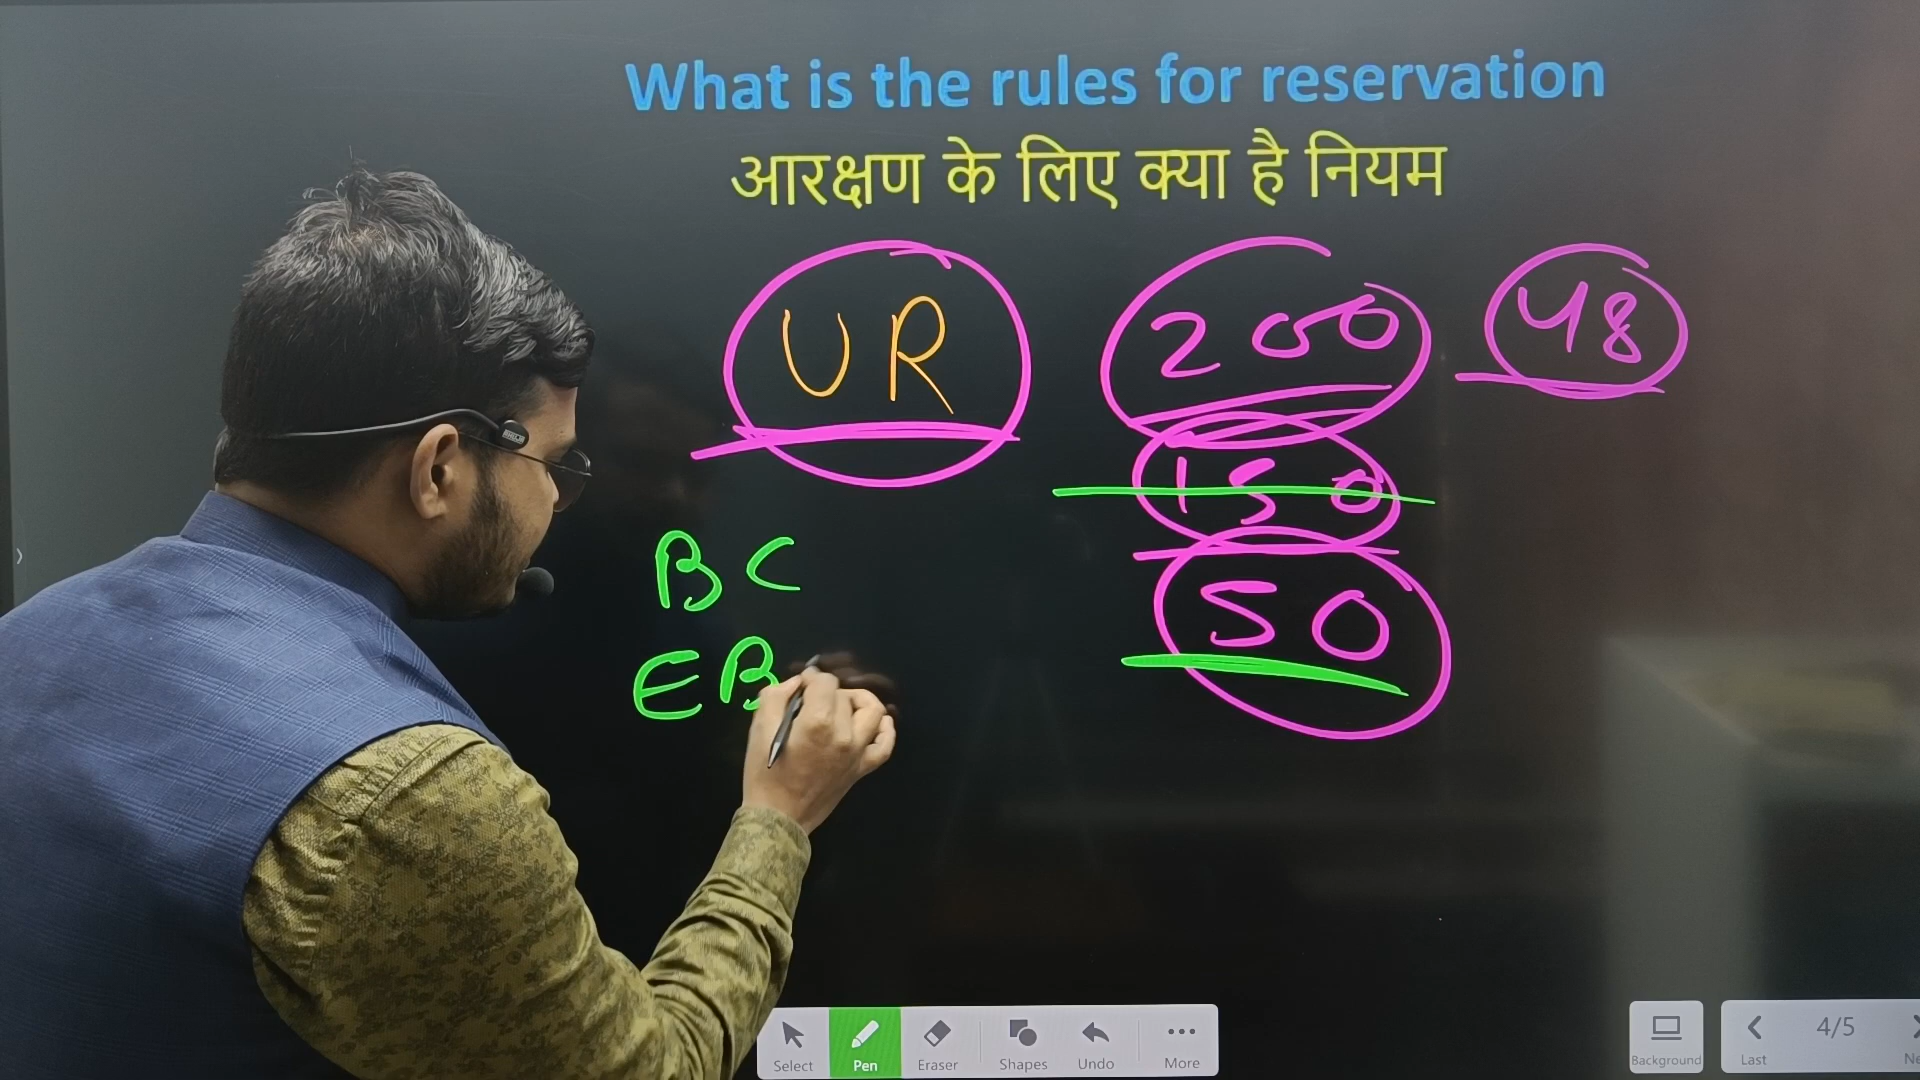 What is the rules for reservation
आरक्षण के लिए क्या है नियम
UR 200 48
150
BC
50
EB
Select Pen Eraser Shapes Undo More
Background
Last 4/5